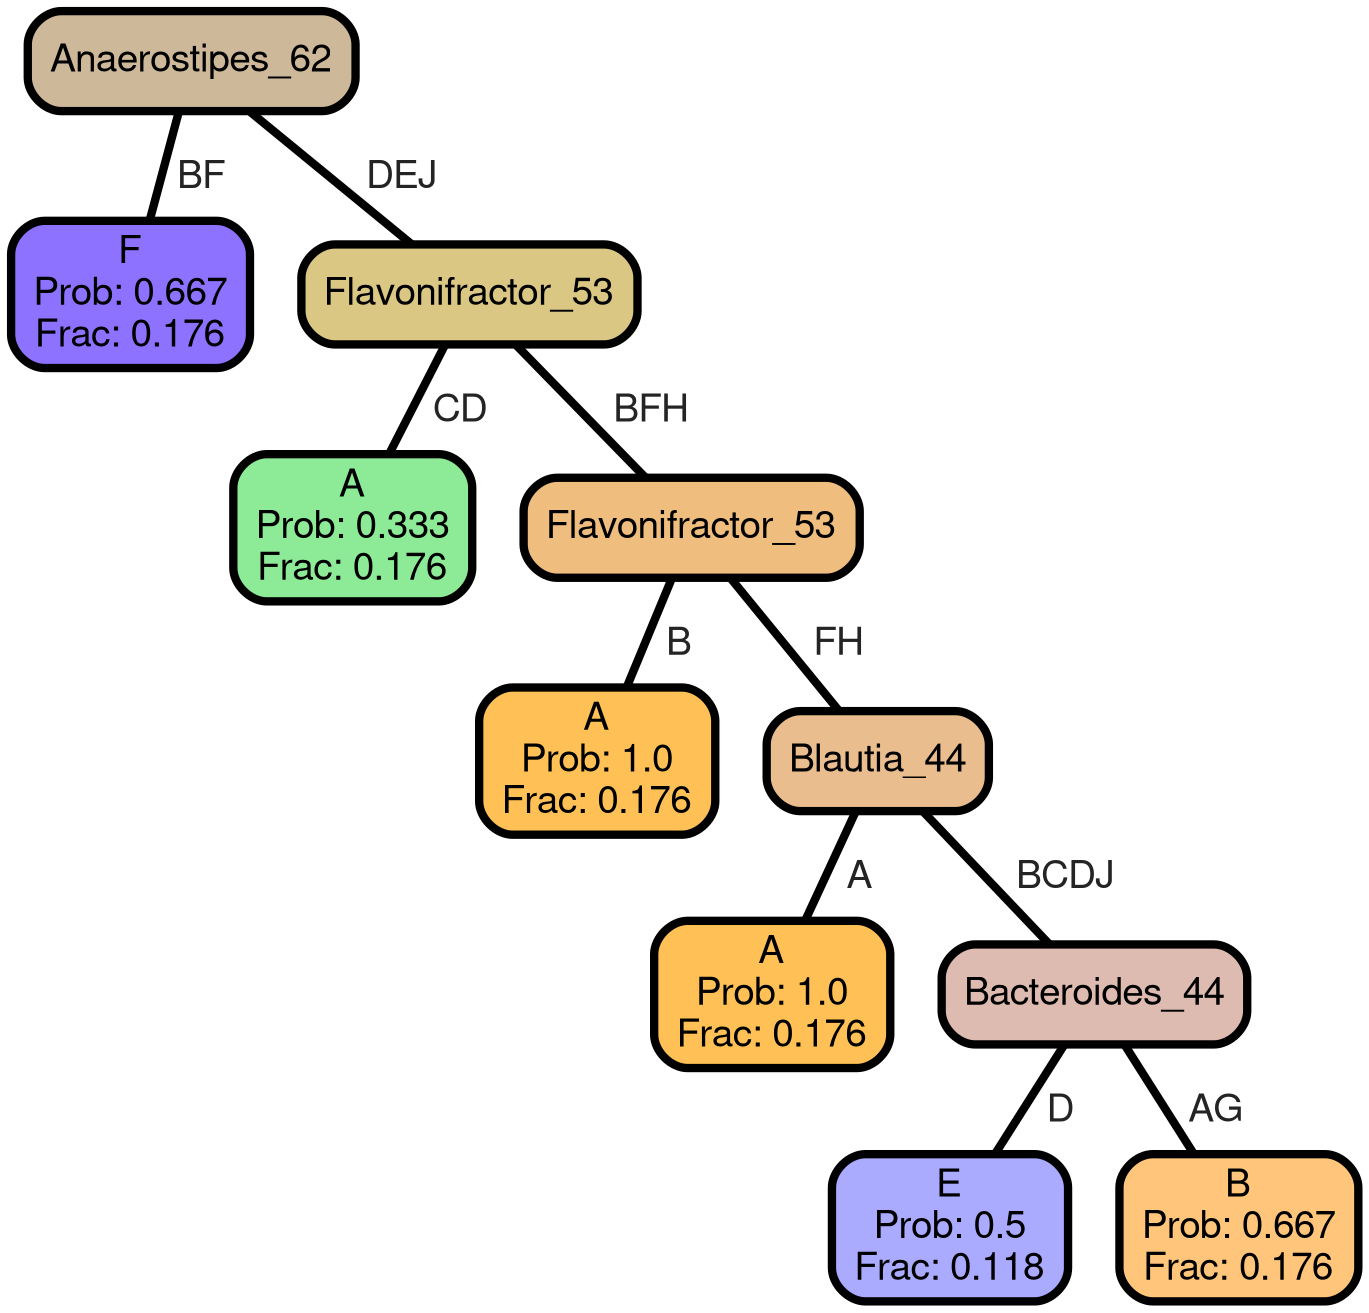 Anaerostipes_62
BF
DEJ
F
Prob: 0.667
Frac: 0.176
Flavonifractor_53
CD
BFH
A
Prob: 0.333
Frac: 0.176
Flavonifractor_53
B
FH
A
Prob: 1.0
Frac: 0.176
Blautia_44
A
BCDJ
A
Prob: 1.0
Frac: 0.176
Bacteroides_44
D
AG
E
Prob: 0.5
Frac: 0.118
B
Prob: 0.667
Frac: 0.176